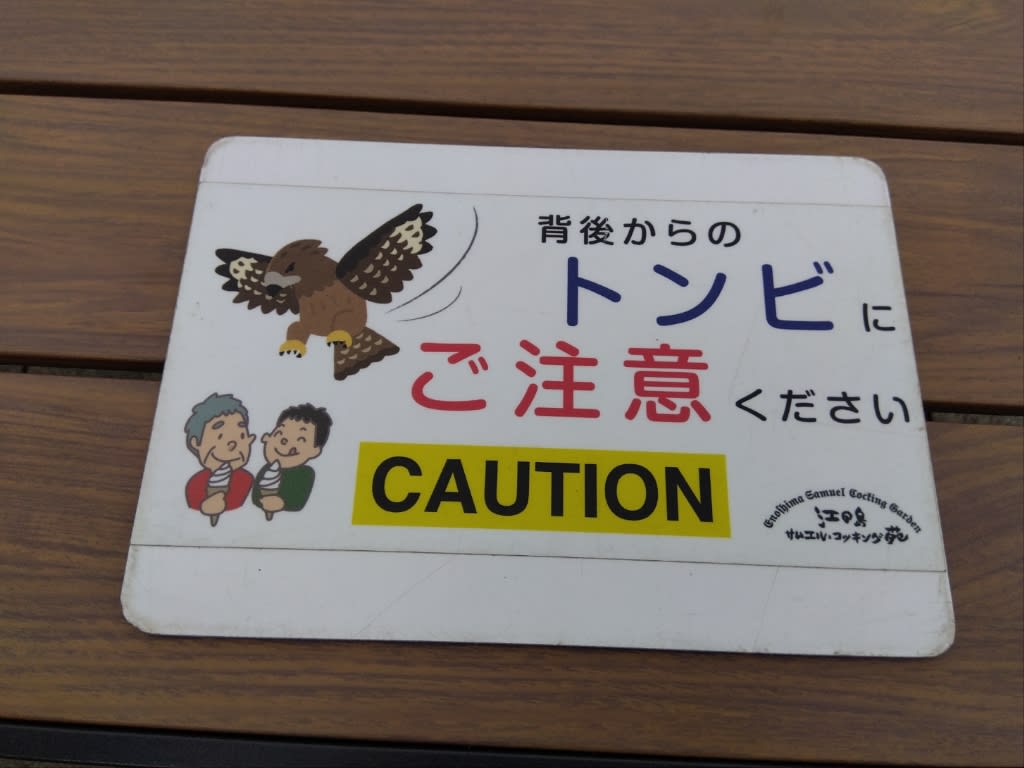 背後からの
トンビに
ご注意ください
CAUTION
Enoshima Samuel Cocking Garden
江の島
サムエル・コッキング苑